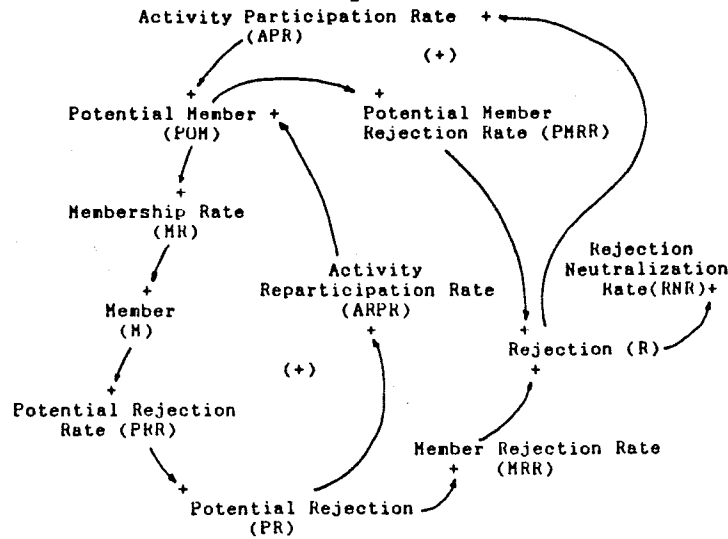 Activity Participation Rate +
(APR)
(+)
+
+
Potential Member +
(POM)
Potential Member
Rejection Rate (PMRR)
+
Membership Rate
(MR)
Rejection
Neutralization
Rate(RNR)+
Activity
Reparticipation Rate
(ARPR)
+
+
Member
(M)
+
Rejection (R)
+
(+)
+
Potential Rejection
Rate (PRR)
Member Rejection Rate
+ (MRR)
+
Potential Rejection
(PR)